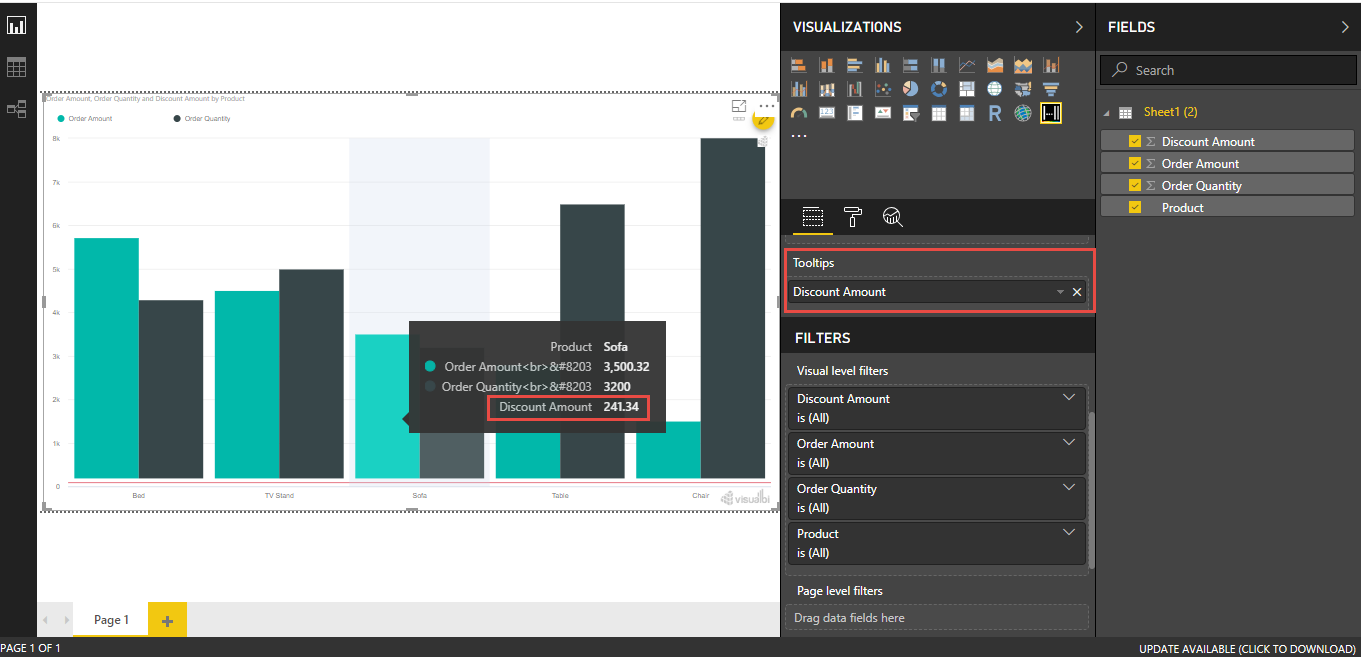 VISUALIZATIONS
FIELDS
Search
Sheet1 (2)
Discount Amount
Order Amount
Order Quantity
Product
Order Amount, Order Quantity and Discount Amount by Product
Order Amount
Order Quantity
8k
7k
6k
5k
4k
3k
2k
1k
0
Bed
TV Stand
Sofa
Table
Chair
visualbi
Product Sofa
Order Amount<br>&#8203 3,500.32
Order Quantity<br>&#8203 3200
Discount Amount 241.34
R
Tooltips
Discount Amount
FILTERS
Visual level filters
Discount Amount
is (All)
Order Amount
is (All)
Order Quantity
is (All)
Product
is (All)
Page level filters
Drag data fields here
Page 1
PAGE 1 OF 1
UPDATE AVAILABLE (CLICK TO DOWNLOAD)